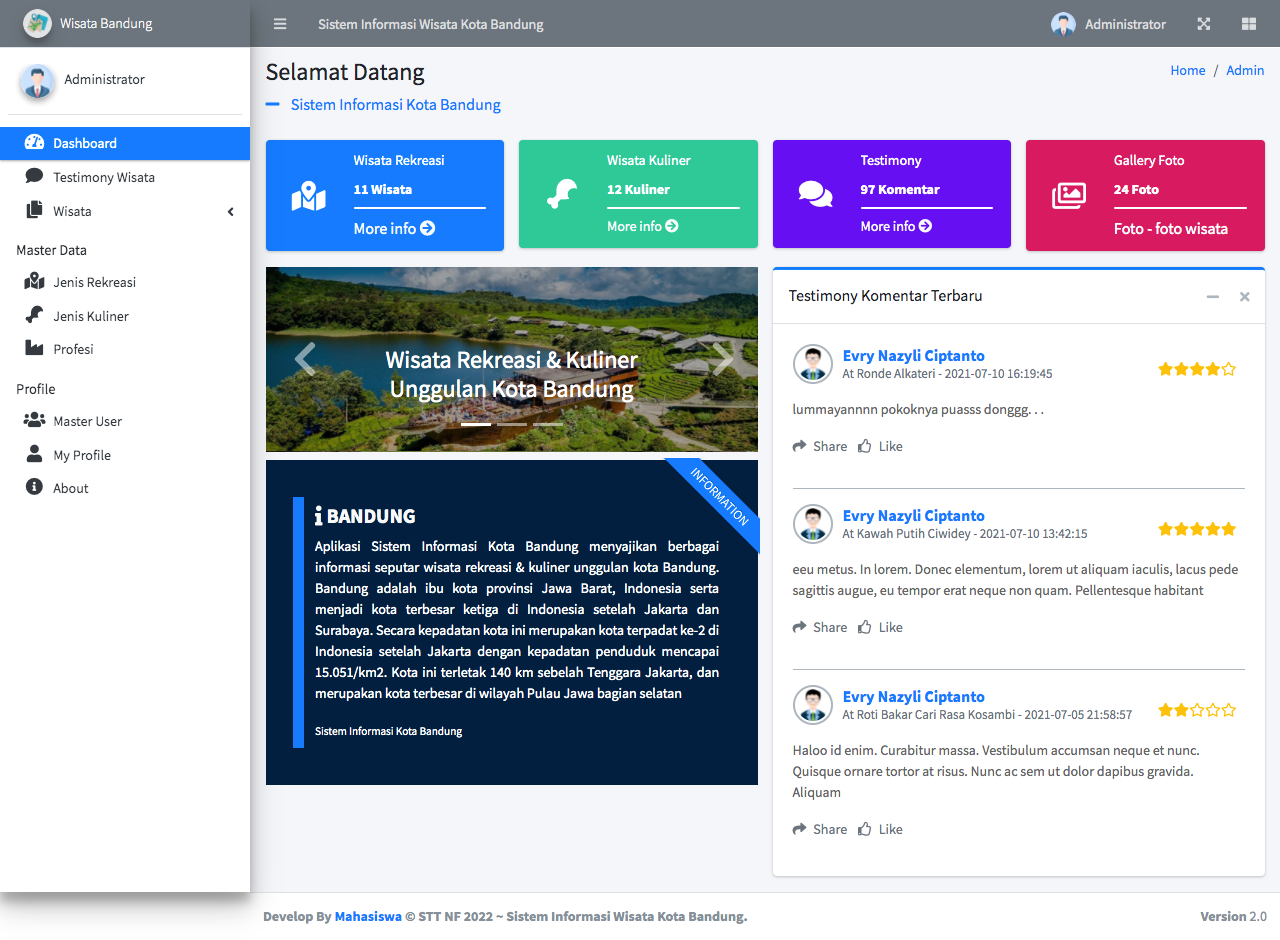 Wisata Bandung
Sistem Informasi Wisata Kota Bandung
Administrator
Administrator
Dashboard
Testimony Wisata
Wisata
Master Data
Jenis Rekreasi
Jenis Kuliner
Profesi
Profile
Master User
My Profile
About
Selamat Datang
Home / Admin
Sistem Informasi Kota Bandung
Wisata Rekreasi
11 Wisata
More info
Wisata Kuliner
12 Kuliner
More info
Testimony
97 Komentar
More info
Gallery Foto
24 Foto
Foto - foto wisata
Wisata Rekreasi & Kuliner
Unggulan Kota Bandung
INFORMATION
BANDUNG
Aplikasi Sistem Informasi Kota Bandung menyajikan berbagai
informasi seputar wisata rekreasi & kuliner unggulan kota Bandung.
Bandung adalah ibu kota provinsi Jawa Barat, Indonesia serta
menjadi kota terbesar ketiga di Indonesia setelah Jakarta dan
Surabaya. Secara kepadatan kota ini merupakan kota terpadat ke-2 di
Indonesia setelah Jakarta dengan kepadatan penduduk mencapai
15.051/km2. Kota ini terletak 140 km sebelah Tenggara Jakarta, dan
merupakan kota terbesar di wilayah Pulau Jawa bagian selatan
Sistem Informasi Kota Bandung
Testimony Komentar Terbaru
Evry Nazyli Ciptanto
At Ronde Alkateri - 2021-07-10 16:19:45
lummayannnn pokoknya puasss donggg. . .
Share Like
Evry Nazyli Ciptanto
At Kawah Putih Ciwidey - 2021-07-10 13:42:15
eeu metus. In lorem. Donec elementum, lorem ut aliquam iaculis, lacus pede
sagittis augue, eu tempor erat neque non quam. Pellentesque habitant
Share Like
Evry Nazyli Ciptanto
At Roti Bakar Cari Rasa Kosambi - 2021-07-05 21:58:57
Haloo id enim. Curabitur massa. Vestibulum accumsan neque et nunc.
Quisque ornare tortor at risus. Nunc ac sem ut dolor dapibus gravida.
Aliquam
Share Like
Develop By Mahasiswa © STT NF 2022 ~ Sistem Informasi Wisata Kota Bandung.
Version 2.0